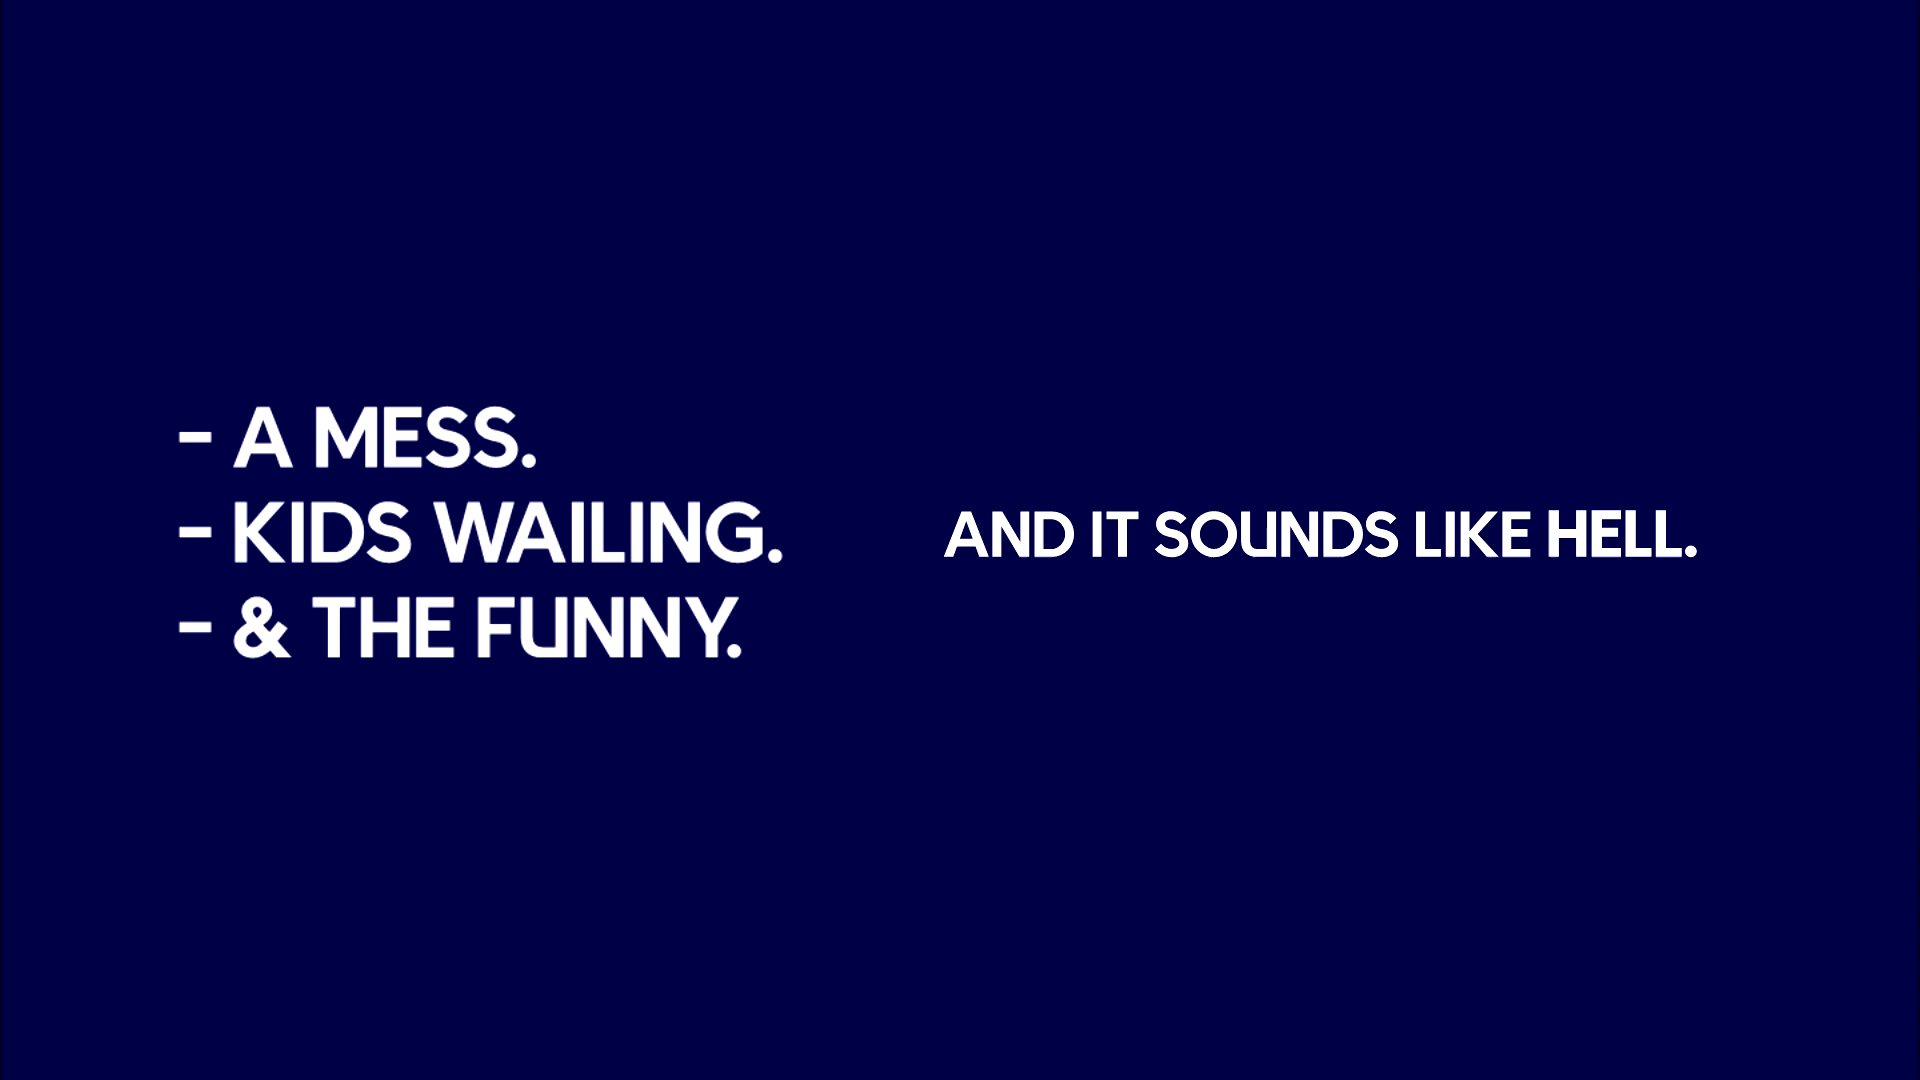 - A MESS.
- KIDS WAILING.
- & THE FUNNY.
AND IT SOUNDS LIKE HELL.